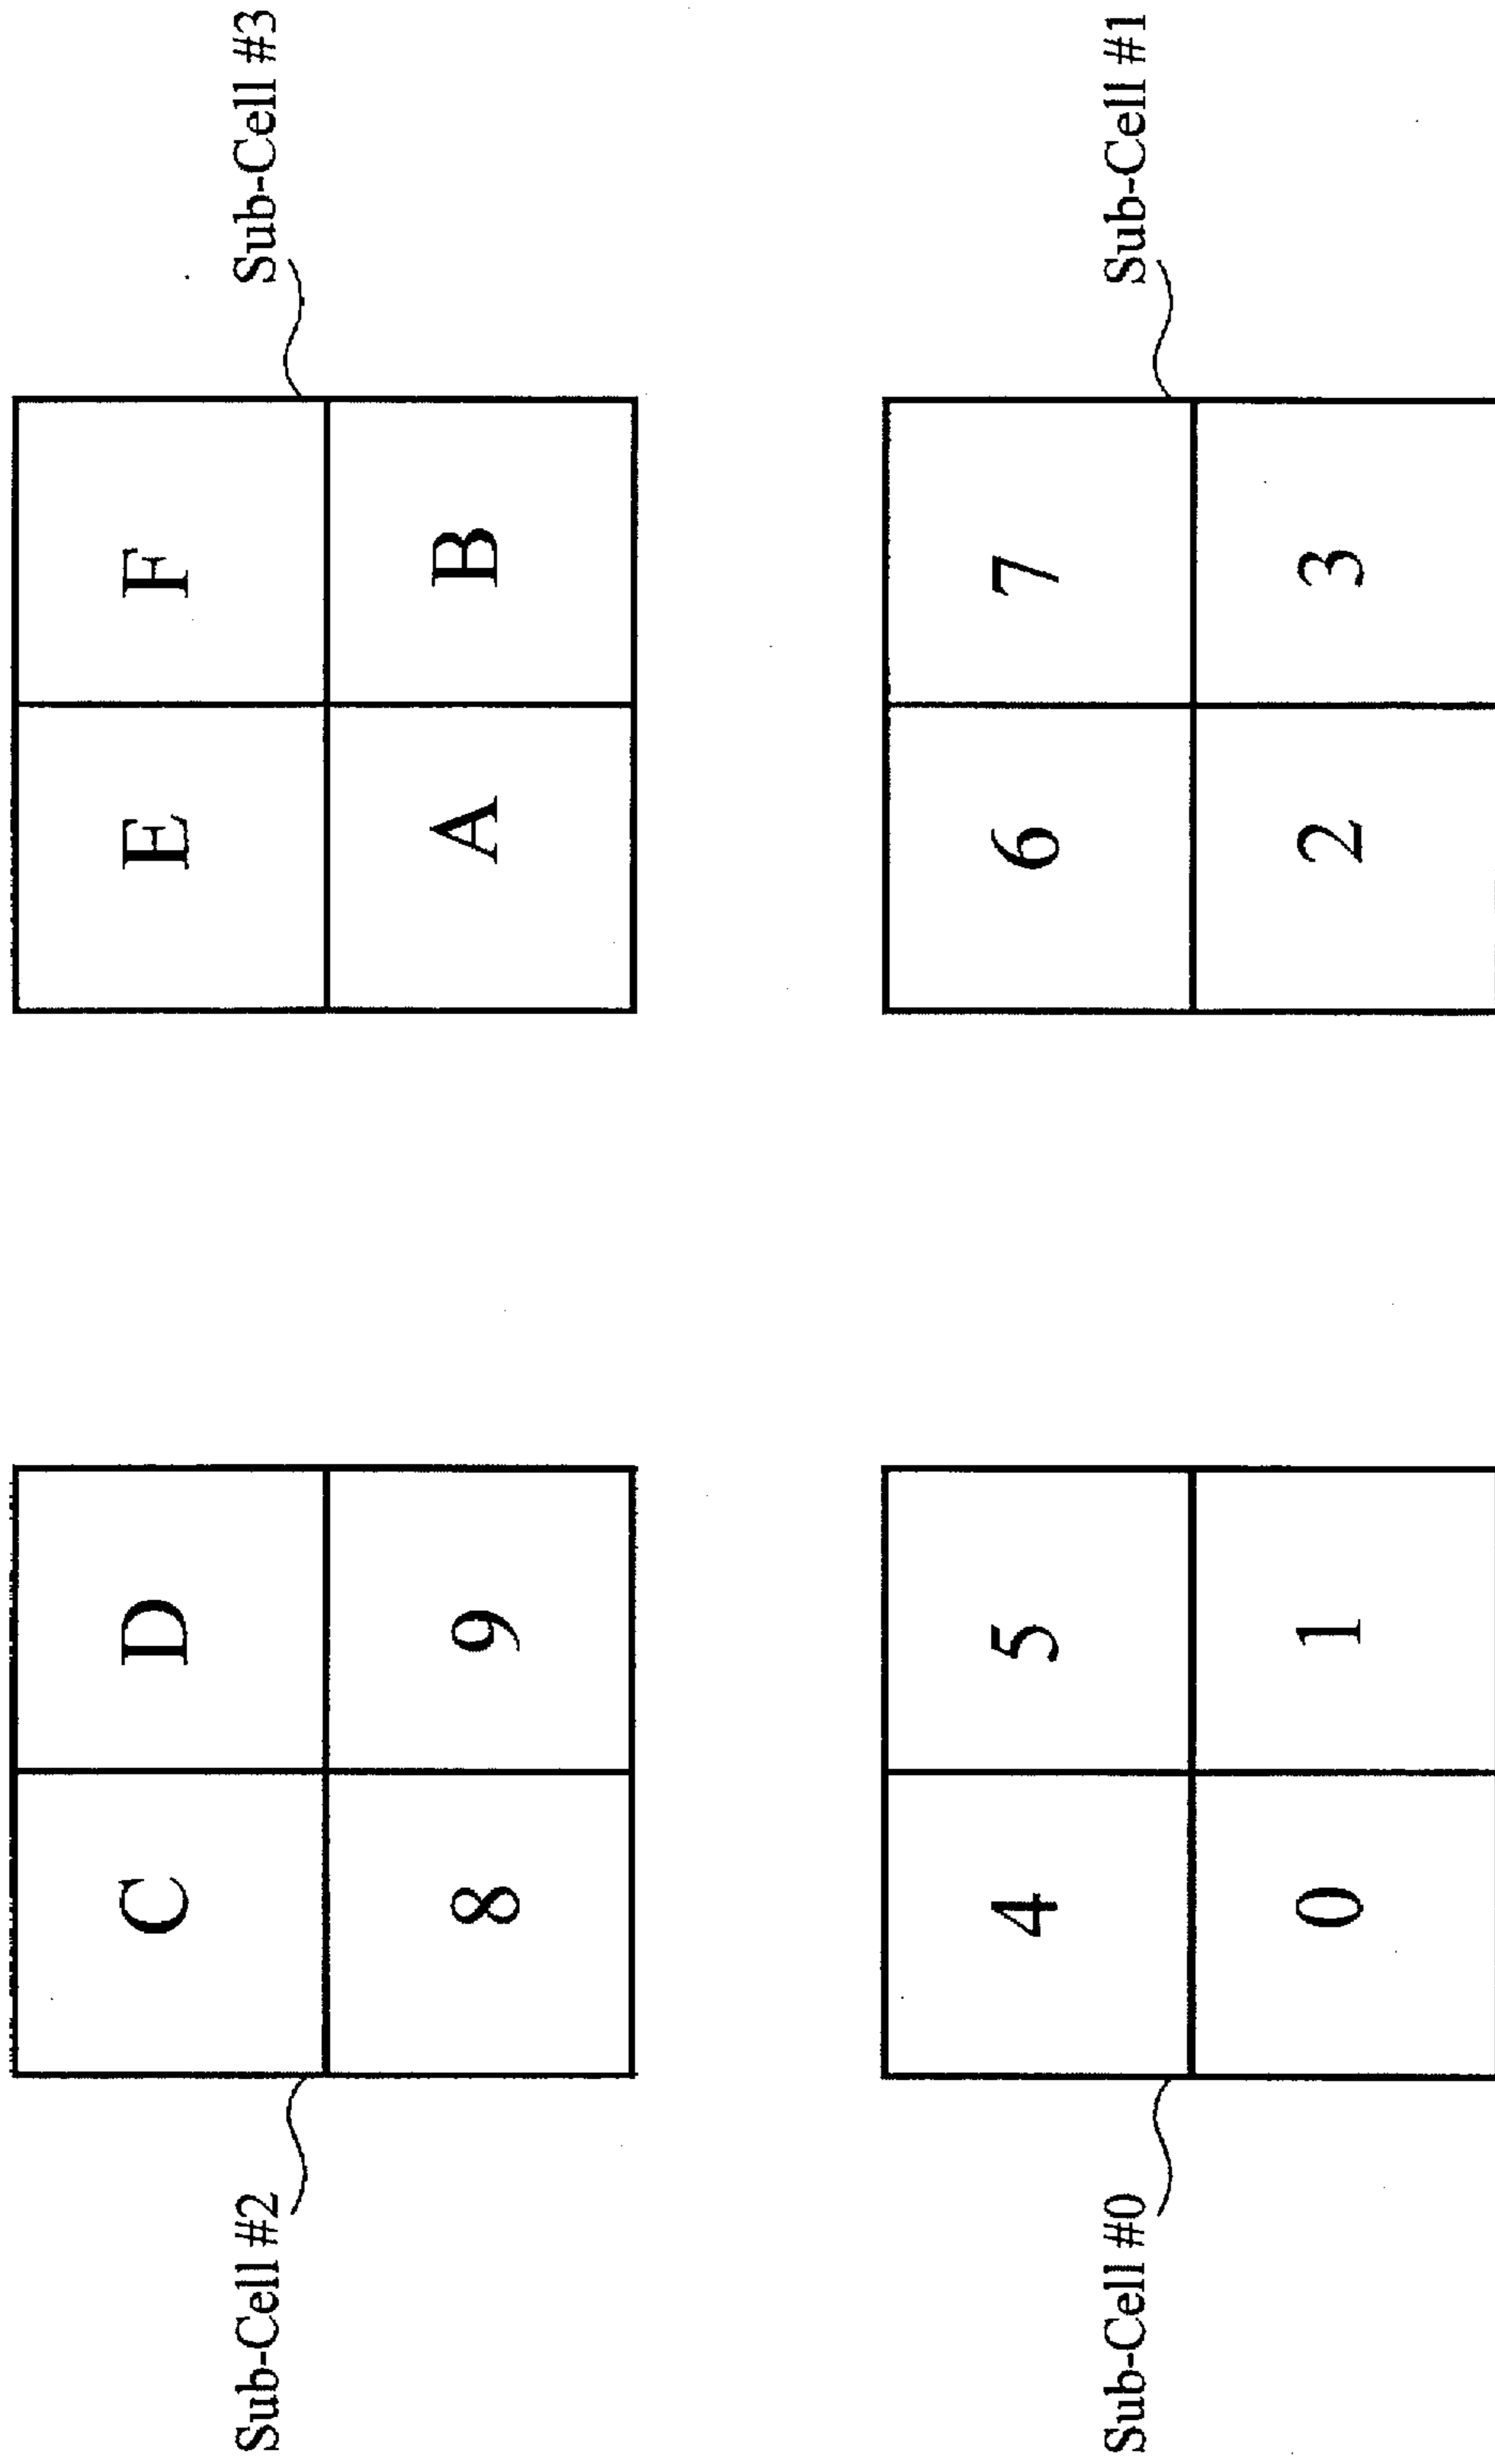 C D E F
Sub-Cell #2 Sub-Cell #3
8 9 A B
4 5 6 7
Sub-Cell #0 Sub-Cell #1
0 1 2 3